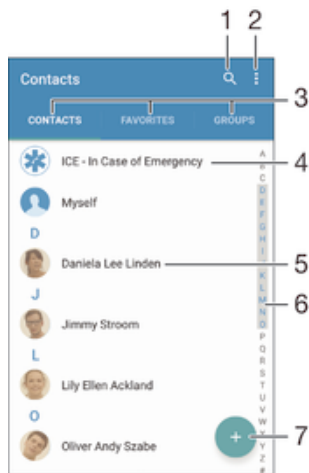 1 2
Contacts
3
CONTACTS FAVORITES GROUPS
ICE - In Case of Emergency 4
Myself
D
Daniela Lee Linden 5
J
Jimmy Stroom
6
L
Lily Ellen Ackland
O
Oliver Andy Szabe
+ 7
A
B
C
D
E
F
G
H
I
K
L
M
N
O
P
Q
R
S
T
U
V
W
X
Y
Z
#